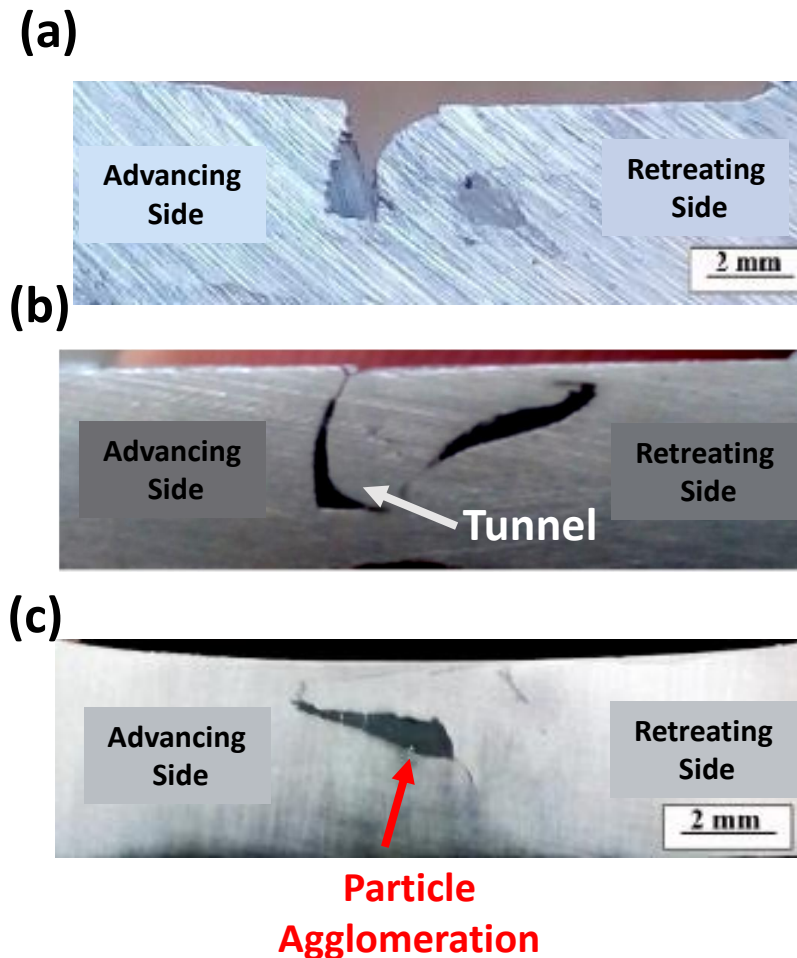 (a)
Advancing
Side
Retreating
Side
2 mm
(b)
Advancing
Side
Retreating
Side
Tunnel
(c)
Advancing
Side
Retreating
Side
2 mm
Particle
Agglomeration